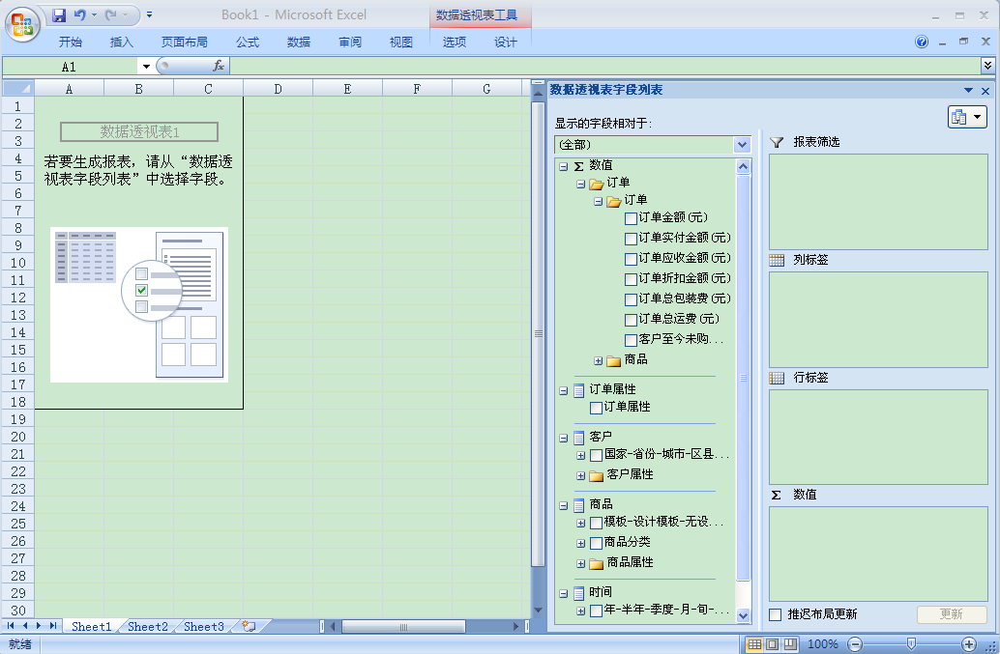 Book1 - Microsoft Excel
数据透视表工具
开始 插入 页面布局 公式 数据 审阅 视图 选项 设计
A1 fx
A B C D E F G
1
2
3
4
5
6
7
8
9
10
11
12
13
14
15
16
17
18
19
20
21
22
23
24
25
26
27
28
29
30
数据透视表1
若要生成报表，请从“数据透
视表字段列表”中选择字段。
数据透视表字段列表
显示的字段相对于:
(全部)
Σ 数值
订单
订单
订单金额(元)
订单实付金额(元)
订单应收金额(元)
订单折扣金额(元)
订单总包装费(元)
订单总运费(元)
客户至今未购...
商品
订单属性
订单属性
客户
国家-省份-城市-区县...
客户属性
商品
模板-设计模板-无设...
商品分类
商品属性
时间
年-半年-季度-月-旬-...
报表筛选
列标签
行标签
Σ 数值
推迟布局更新 更新
Sheet1 Sheet2 Sheet3
就绪 100%